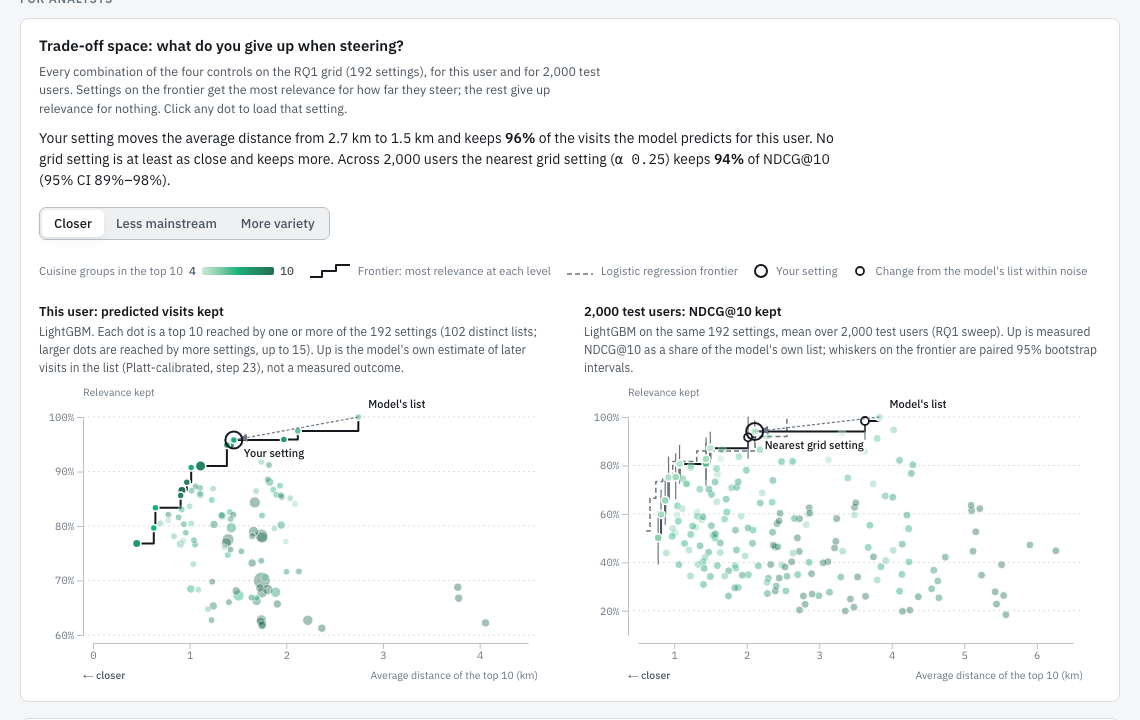 FOR ANALYSTS
Trade-off space: what do you give up when steering?
Every combination of the four controls on the RQ1 grid (192 settings), for this user and for 2,000 test
users. Settings on the frontier get the most relevance for how far they steer; the rest give up
relevance for nothing. Click any dot to load that setting.
Your setting moves the average distance from 2.7 km to 1.5 km and keeps 96% of the visits the model predicts for this user. No
grid setting is at least as close and keeps more. Across 2,000 users the nearest grid setting (α 0.25) keeps 94% of NDCG@10
(95% CI 89%–98%).
Closer Less mainstream More variety
Cuisine groups in the top 10 4 10 Frontier: most relevance at each level Logistic regression frontier Your setting Change from the model's list within noise
This user: predicted visits kept
LightGBM. Each dot is a top 10 reached by one or more of the 192 settings (102 distinct lists;
larger dots are reached by more settings, up to 15). Up is the model's own estimate of later
visits in the list (Platt-calibrated, step 23), not a measured outcome.
Relevance kept
Model's list
100%
Your setting
90%
80%
70%
60%
0 1 2 3 4
← closer Average distance of the top 10 (km)
2,000 test users: NDCG@10 kept
LightGBM on the same 192 settings, mean over 2,000 test users (RQ1 sweep). Up is measured
NDCG@10 as a share of the model's own list; whiskers on the frontier are paired 95% bootstrap
intervals.
Relevance kept
Model's list
100%
Nearest grid setting
80%
60%
40%
20%
1 2 3 4 5 6
← closer Average distance of the top 10 (km)